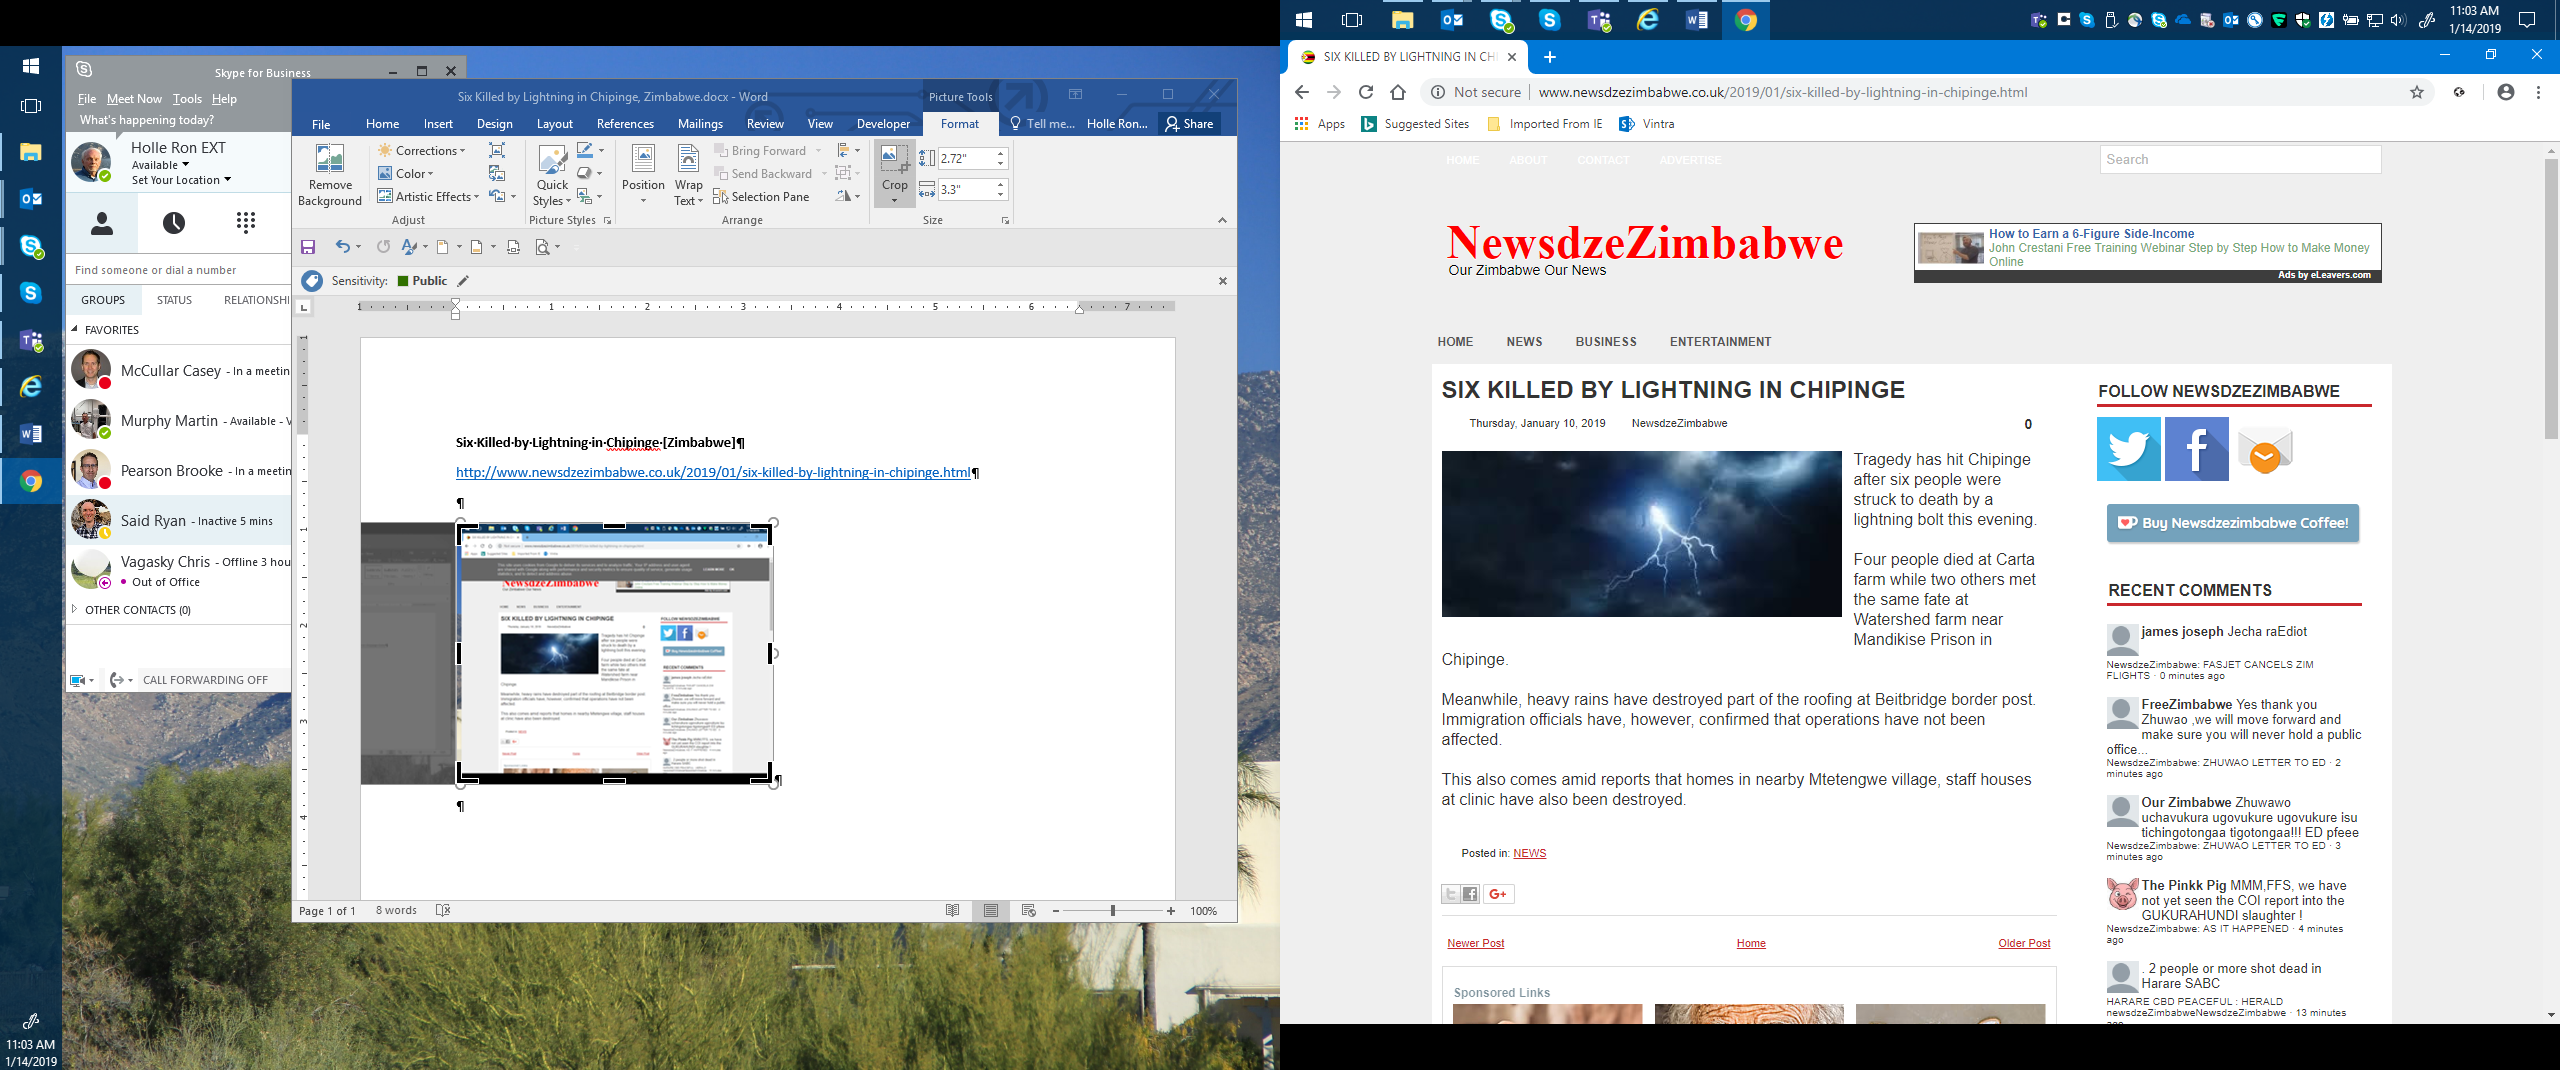 Skype for Business
File Meet Now Tools Help
What's happening today?
Holle Ron EXT
Available
Set Your Location
Find someone or dial a number
GROUPS STATUS RELATIONSHI
FAVORITES
McCullar Casey - In a meetin
Murphy Martin - Available - V
Pearson Brooke - In a meetin
Said Ryan - Inactive 5 mins
Vagasky Chris - Offline 3 hou
Out of Office
OTHER CONTACTS (0)
CALL FORWARDING OFF
11:03 AM
1/14/2019
Six Killed by Lightning in Chipinge, Zimbabwe.docx - Word Picture Tools
File Home Insert Design Layout References Mailings Review View Developer Format Tell me... Holle Ron... Share
Remove Background
Corrections
Color
Artistic Effects
Adjust
Quick Styles
Picture Styles
Position
Wrap Text
Bring Forward
Send Backward
Selection Pane
Arrange
Crop
2.72"
3.3"
Size
Sensitivity: Public
1 1 2 3 4 5 6 7
Six Killed by Lightning in Chipinge [Zimbabwe]¶
http://www.newsdzezimbabwe.co.uk/2019/01/six-killed-by-lightning-in-chipinge.html¶
¶
NewsdzeZimbabwe
SIX KILLED BY LIGHTNING IN CHIPINGE
¶
¶
Page 1 of 1 8 words 100%
11:03 AM
1/14/2019
SIX KILLED BY LIGHTNING IN CH
Not secure | www.newsdzezimbabwe.co.uk/2019/01/six-killed-by-lightning-in-chipinge.html
Apps Suggested Sites Imported From IE Vintra
HOME ABOUT CONTACT ADVERTISE
Search
NewsdzeZimbabwe
Our Zimbabwe Our News
How to Earn a 6-Figure Side-Income
John Crestani Free Training Webinar Step by Step How to Make Money
Online
Ads by eLeavers.com
HOME NEWS BUSINESS ENTERTAINMENT
SIX KILLED BY LIGHTNING IN CHIPINGE
Thursday, January 10, 2019 NewsdzeZimbabwe 0
Tragedy has hit Chipinge
after six people were
struck to death by a
lightning bolt this evening.
Four people died at Carta
farm while two others met
the same fate at
Watershed farm near
Mandikise Prison in
Chipinge.
Meanwhile, heavy rains have destroyed part of the roofing at Beitbridge border post.
Immigration officials have, however, confirmed that operations have not been
affected.
This also comes amid reports that homes in nearby Mtetengwe village, staff houses
at clinic have also been destroyed.
Posted in: NEWS
G+
Newer Post Home Older Post
Sponsored Links
FOLLOW NEWSDZEZIMBABWE
Buy Newsdzezimbabwe Coffee!
RECENT COMMENTS
james joseph Jecha raEdiot
NewsdzeZimbabwe: FASJET CANCELS ZIM
FLIGHTS · 0 minutes ago
FreeZimbabwe Yes thank you
Zhuwao ,we will move forward and
make sure you will never hold a public
office...
NewsdzeZimbabwe: ZHUWAO LETTER TO ED · 2
minutes ago
Our Zimbabwe Zhuwawo
uchavukura ugovukure ugovukure isu
tichingotongaa tigotongaa!!! ED pfeee
NewsdzeZimbabwe: ZHUWAO LETTER TO ED · 3
minutes ago
The Pinkk Pig MMM,FFS, we have
not yet seen the COI report into the
GUKURAHUNDI slaughter !
NewsdzeZimbabwe: AS IT HAPPENED · 4 minutes
ago
. 2 people or more shot dead in
Harare SABC
HARARE CBD PEACEFUL : HERALD
newsdzeZimbabweNewsdzeZimbabwe · 13 minutes